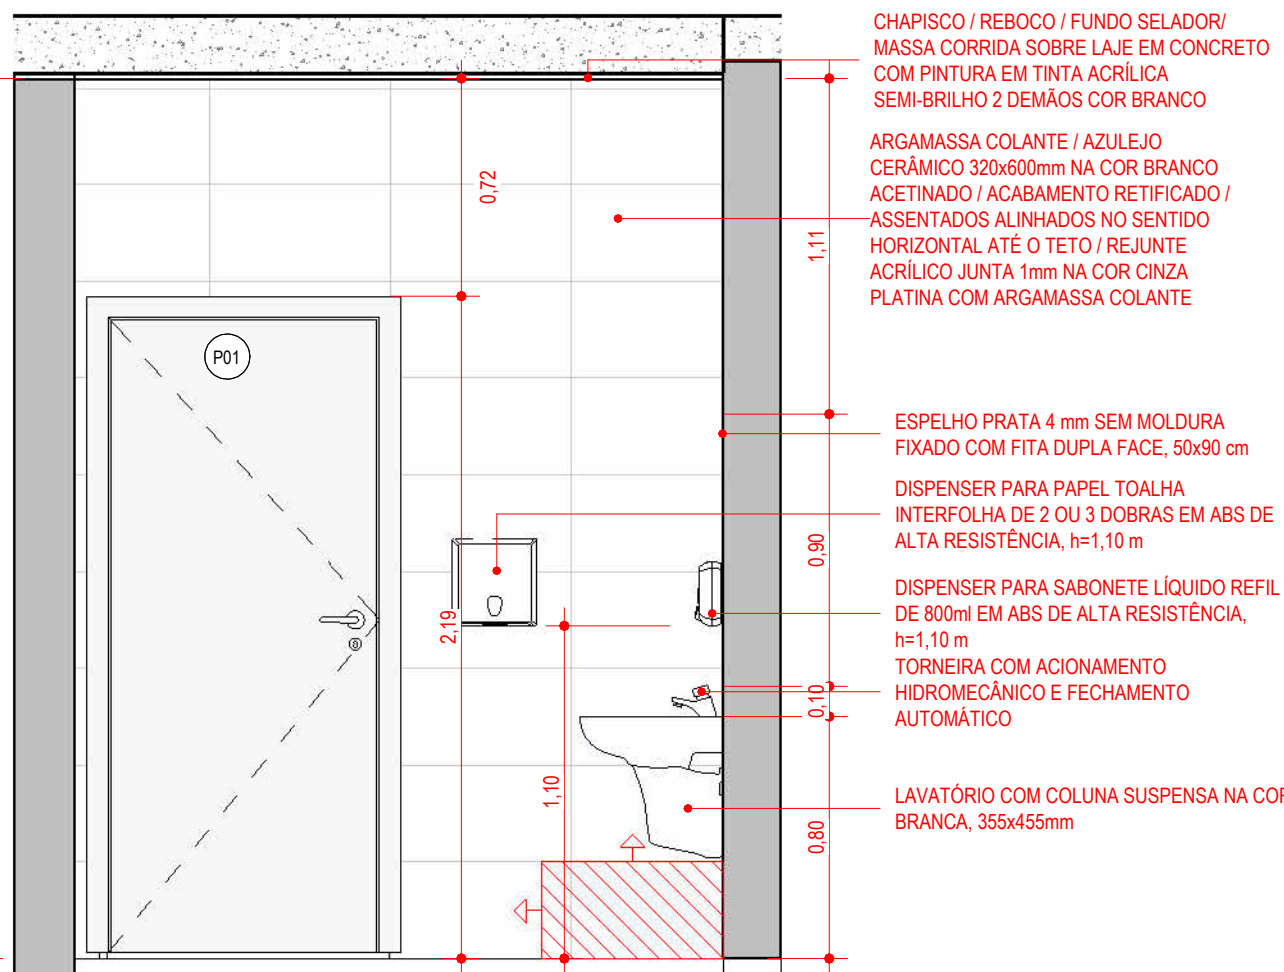 CHAPISCO / REBOCO / FUNDO SELADOR/
MASSA CORRIDA SOBRE LAJE EM CONCRETO
COM PINTURA EM TINTA ACRÍLICA
SEMI-BRILHO 2 DEMÃOS COR BRANCO
ARGAMASSA COLANTE / AZULEJO
CERÂMICO 320x600mm NA COR BRANCO
ACETINADO / ACABAMENTO RETIFICADO /
ASSENTADOS ALINHADOS NO SENTIDO
HORIZONTAL ATÉ O TETO / REJUNTE
ACRÍLICO JUNTA 1mm NA COR CINZA
PLATINA COM ARGAMASSA COLANTE
0,72
1,11
P01
ESPELHO PRATA 4 mm SEM MOLDURA
FIXADO COM FITA DUPLA FACE, 50x90 cm
DISPENSER PARA PAPEL TOALHA
INTERFOLHA DE 2 OU 3 DOBRAS EM ABS DE
ALTA RESISTÊNCIA, h=1,10 m
0,90
DISPENSER PARA SABONETE LÍQUIDO REFIL
DE 800ml EM ABS DE ALTA RESISTÊNCIA,
h=1,10 m
2,19
TORNEIRA COM ACIONAMENTO
HIDROMECÂNICO E FECHAMENTO
AUTOMÁTICO
0,10
1,10
LAVATÓRIO COM COLUNA SUSPENSA NA COR
BRANCA, 355x455mm
0,80